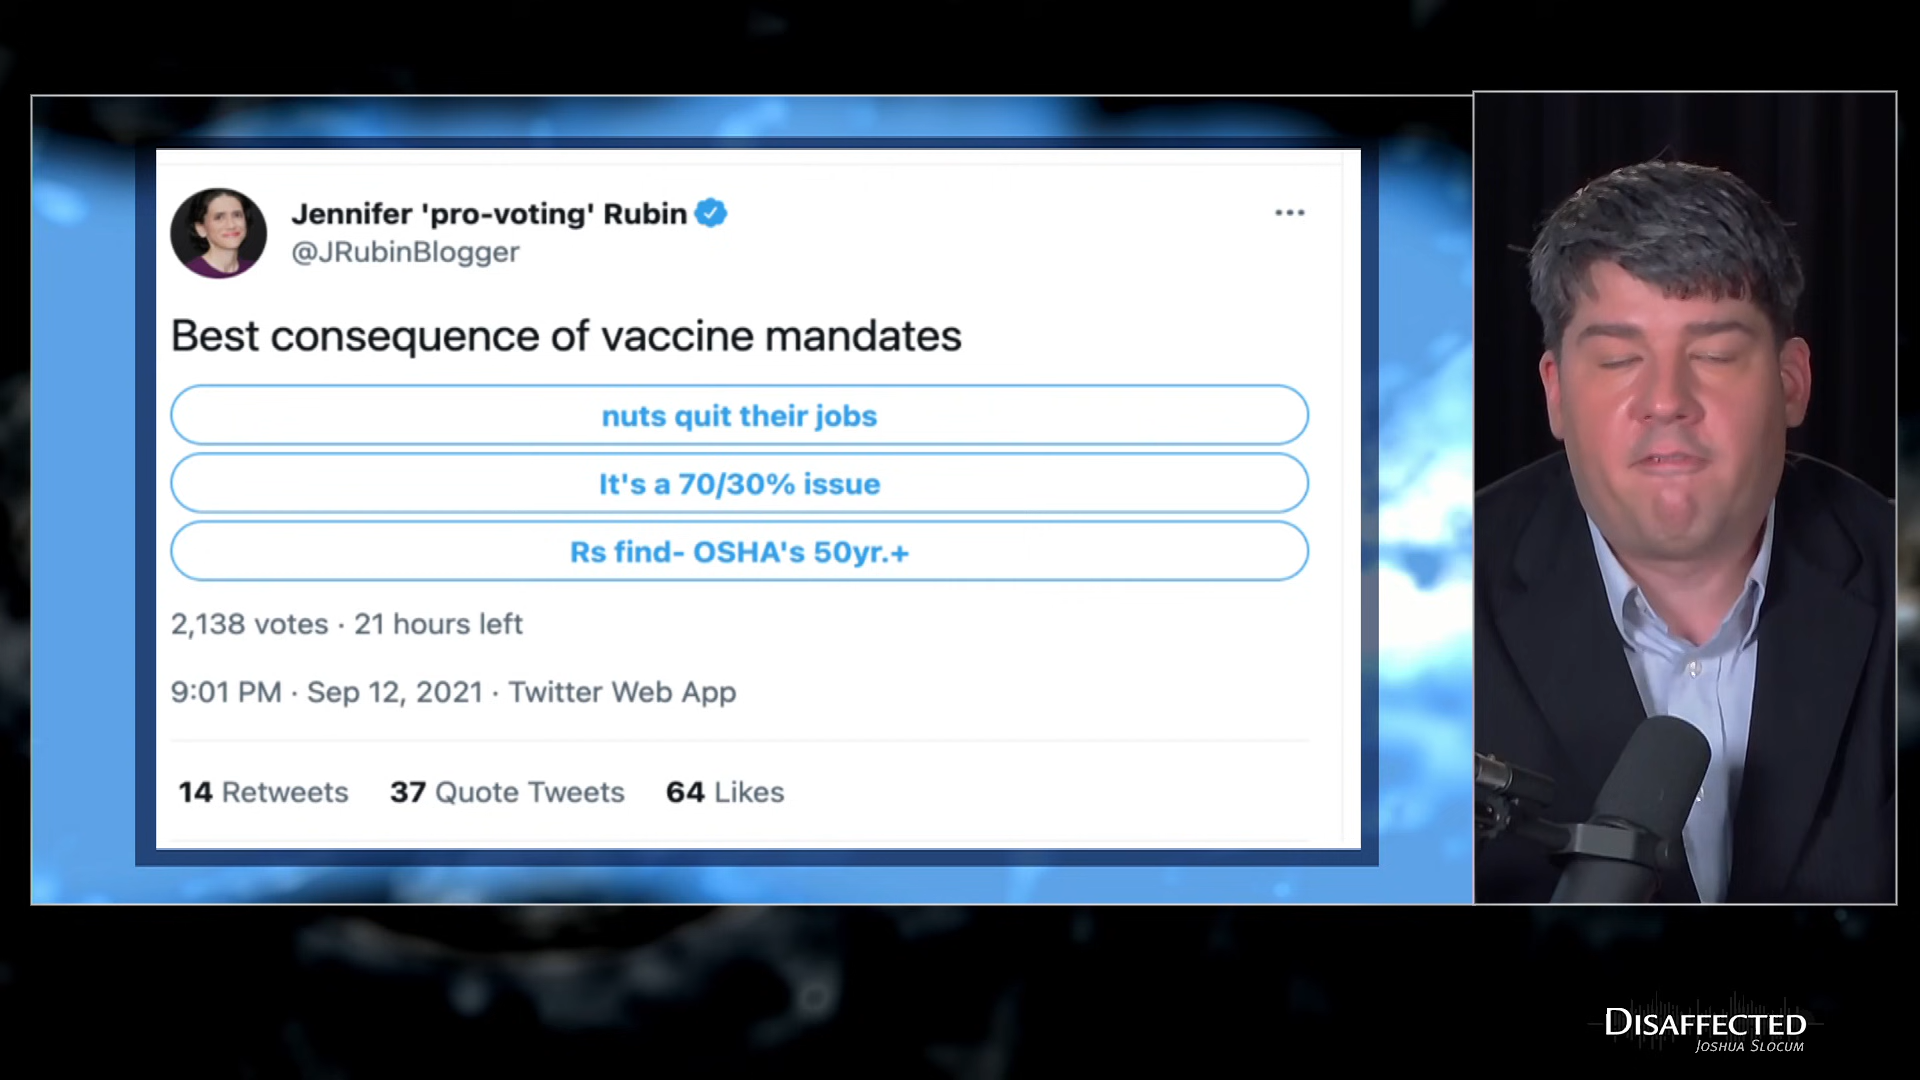 Jennifer 'pro-voting' Rubin
@JRubinBlogger
Best consequence of vaccine mandates
nuts quit their jobs
It's a 70/30% issue
Rs find- OSHA's 50yr.+
2,138 votes · 21 hours left
9:01 PM · Sep 12, 2021 · Twitter Web App
14 Retweets 37 Quote Tweets 64 Likes
DISAFFECTED
JOSHUA SLOCUM